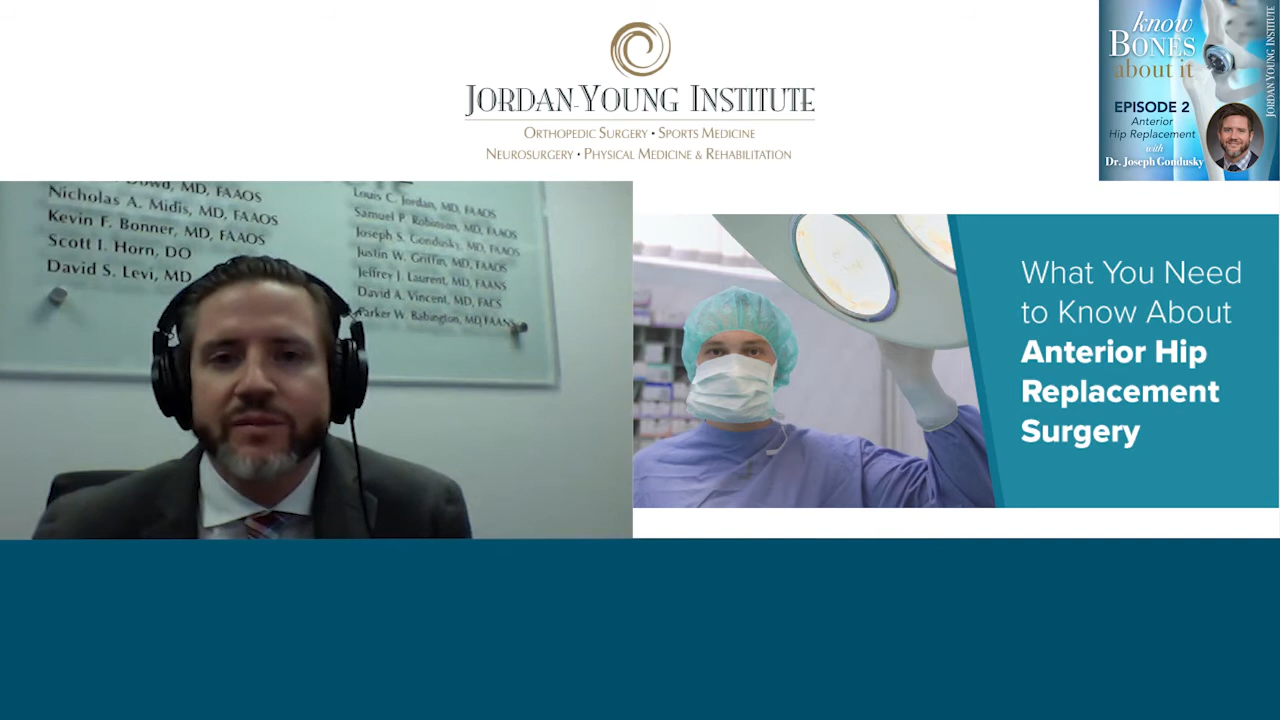 JORDAN-YOUNG INSTITUTE
ORTHOPEDIC SURGERY • SPORTS MEDICINE
NEUROSURGERY • PHYSICAL MEDICINE & REHABILITATION
know
BONES
about it
EPISODE 2
Anterior
Hip Replacement
with
Dr. Joseph Gondusky
JORDAN-YOUNG INSTITUTE
Dowd, MD, FAAOS
Nicholas A. Midis, MD, FAAOS
Kevin F. Bonner, MD, FAAOS
Scott I. Horn, DO
David S. Levi, MD
Louis C. Jordan, MD, FAAOS
Samuel P. Robinson, MD, FAAOS
Joseph S. Gondusky, MD, FAAOS
Justin W. Griffin, MD, FAAOS
Jeffrey J. Laurent, MD, FAANS
David A. Vincent, MD, FACS
Parker W. Babington, MD, FAANS
What You Need
to Know About
Anterior Hip
Replacement
Surgery